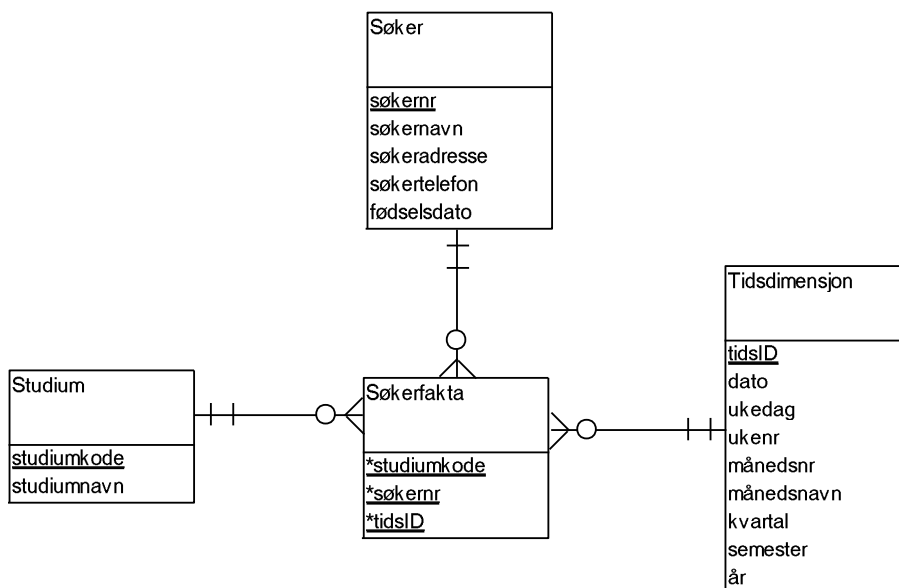 Søker
søkernr
søkernavn
søkeradresse
søkertelefon
fødselsdato
Studium
studiumkode
studiumnavn
Søkerfakta
*studiumkode
*søkernr
*tidsID
Tidsdimensjon
tidsID
dato
ukedag
ukenr
månedsnr
månedsnavn
kvartal
semester
år